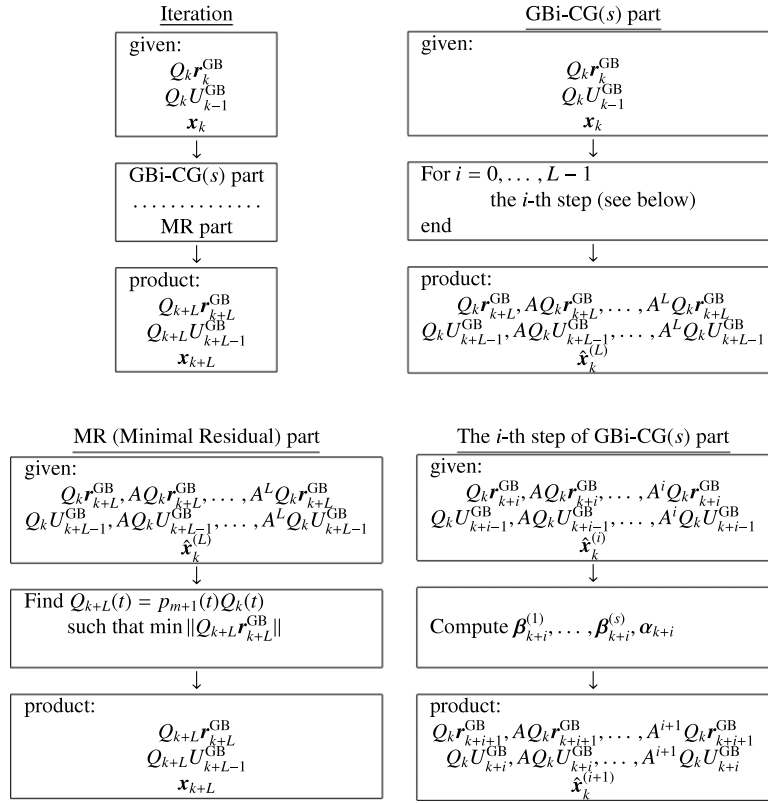 Iteration
given:
Q_k r_k^{GB}
Q_k U_{k-1}^{GB}
x_k
↓
GBi-CG(s) part
. . . . . . . . . . . . . .
MR part
↓
product:
Q_{k+L} r_{k+L}^{GB}
Q_{k+L} U_{k+L-1}^{GB}
x_{k+L}
GBi-CG(s) part
given:
Q_k r_k^{GB}
Q_k U_{k-1}^{GB}
x_k
↓
For i = 0, . . . , L − 1
the i-th step (see below)
end
↓
product:
Q_k r_{k+L}^{GB}, AQ_k r_{k+L}^{GB}, . . . , A^L Q_k r_{k+L}^{GB}
Q_k U_{k+L-1}^{GB}, AQ_k U_{k+L-1}^{GB}, . . . , A^L Q_k U_{k+L-1}^{GB}
x̂_k^{(L)}
MR (Minimal Residual) part
given:
Q_k r_{k+L}^{GB}, AQ_k r_{k+L}^{GB}, . . . , A^L Q_k r_{k+L}^{GB}
Q_k U_{k+L-1}^{GB}, AQ_k U_{k+L-1}^{GB}, . . . , A^L Q_k U_{k+L-1}^{GB}
x̂_k^{(L)}
↓
Find Q_{k+L}(t) = p_{m+1}(t)Q_k(t)
such that min ||Q_{k+L} r_{k+L}^{GB}||
↓
product:
Q_{k+L} r_{k+L}^{GB}
Q_{k+L} U_{k+L-1}^{GB}
x_{k+L}
The i-th step of GBi-CG(s) part
given:
Q_k r_{k+i}^{GB}, AQ_k r_{k+i}^{GB}, . . . , A^i Q_k r_{k+i}^{GB}
Q_k U_{k+i-1}^{GB}, AQ_k U_{k+i-1}^{GB}, . . . , A^i Q_k U_{k+i-1}^{GB}
x̂_k^{(i)}
↓
Compute β_{k+i}^{(1)}, . . . , β_{k+i}^{(s)}, α_{k+i}
↓
product:
Q_k r_{k+i+1}^{GB}, AQ_k r_{k+i+1}^{GB}, . . . , A^{i+1} Q_k r_{k+i+1}^{GB}
Q_k U_{k+i}^{GB}, AQ_k U_{k+i}^{GB}, . . . , A^{i+1} Q_k U_{k+i}^{GB}
x̂_k^{(i+1)}